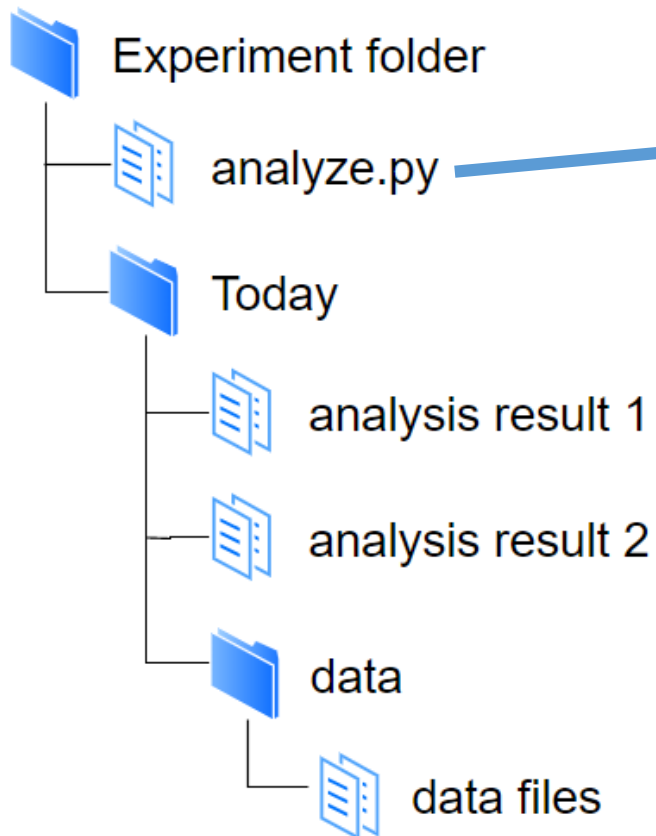 Experiment folder
analyze.py
Today
analysis result 1
analysis result 2
data
data files